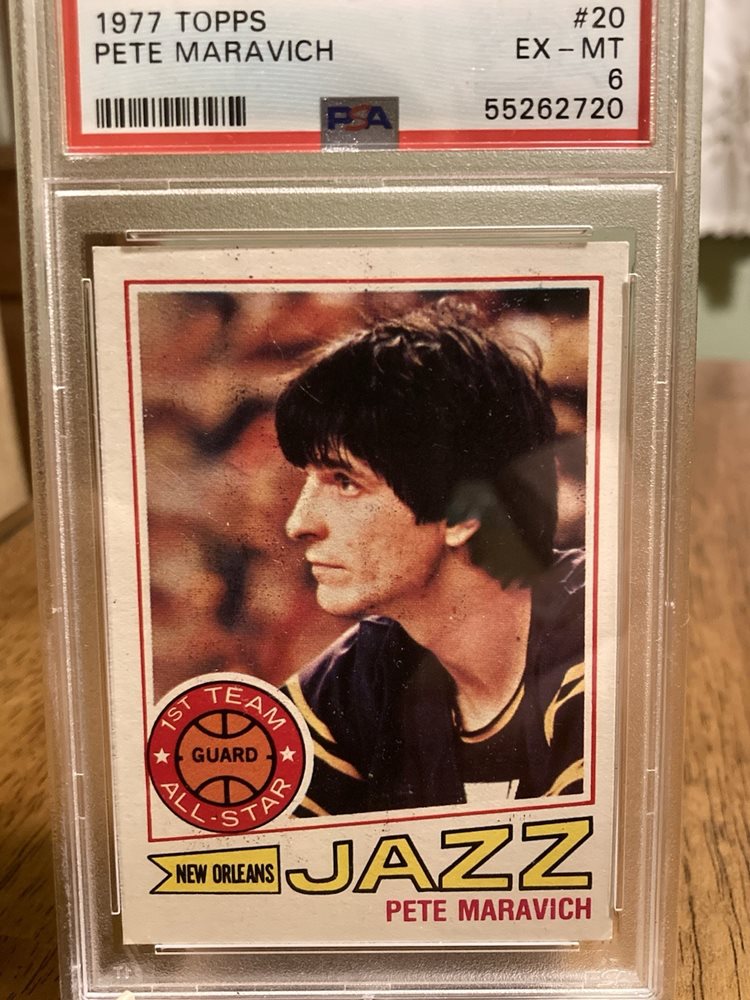 1977 TOPPS #20
PETE MARAVICH EX - MT
6
PSA 55262720
1ST TEAM
GUARD
ALL-STAR
NEW ORLEANS JAZZ
PETE MARAVICH